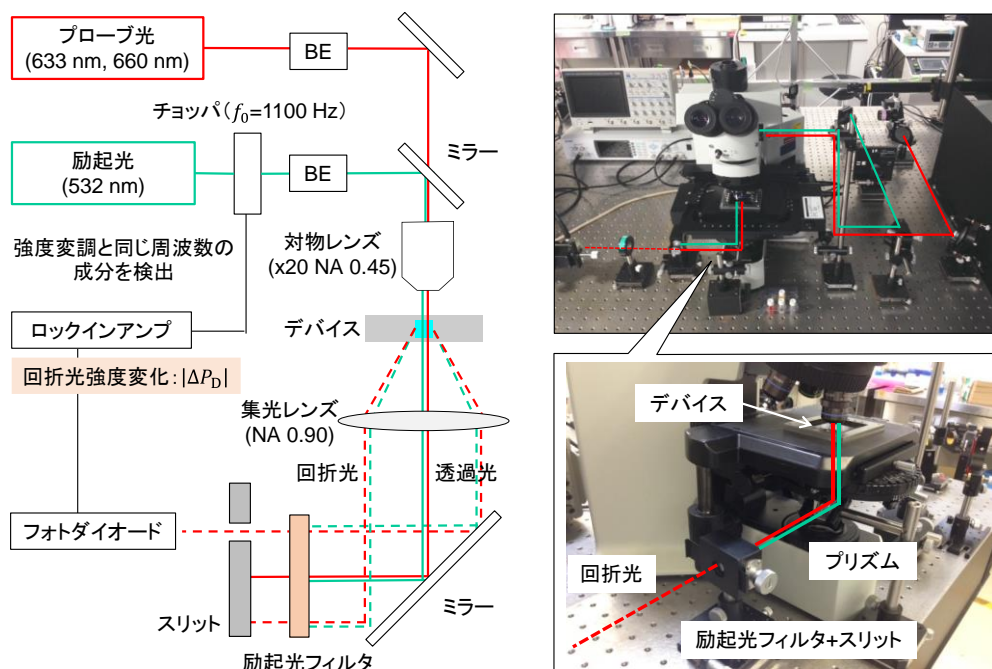 プローブ光
(633 nm, 660 nm)
BE
チョッパ(f₀=1100 Hz)
ミラー
励起光
(532 nm)
BE
強度変調と同じ周波数の
成分を検出
対物レンズ
(x20 NA 0.45)
ロックインアンプ
デバイス
回折光強度変化:|ΔP_D|
集光レンズ
(NA 0.90)
回折光
透過光
フォトダイオード
スリット
ミラー
励起光フィルタ
デバイス
プリズム
回折光
励起光フィルタ+スリット